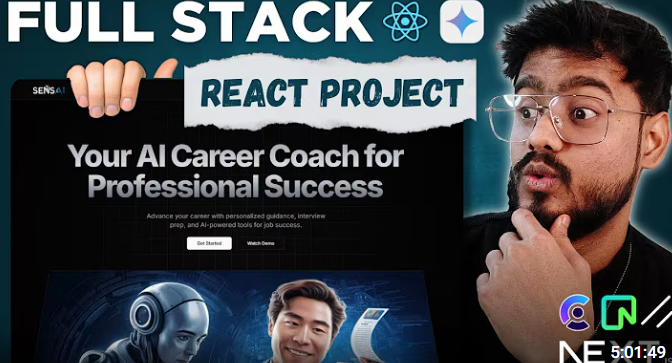 FULL STACK
REACT PROJECT
SENSAI
Your AI Career Coach for
Professional Success
Advance your career with personalized guidance, interview
prep, and AI-powered tools for job success.
Get Started Watch Demo
NEXT
5:01:49